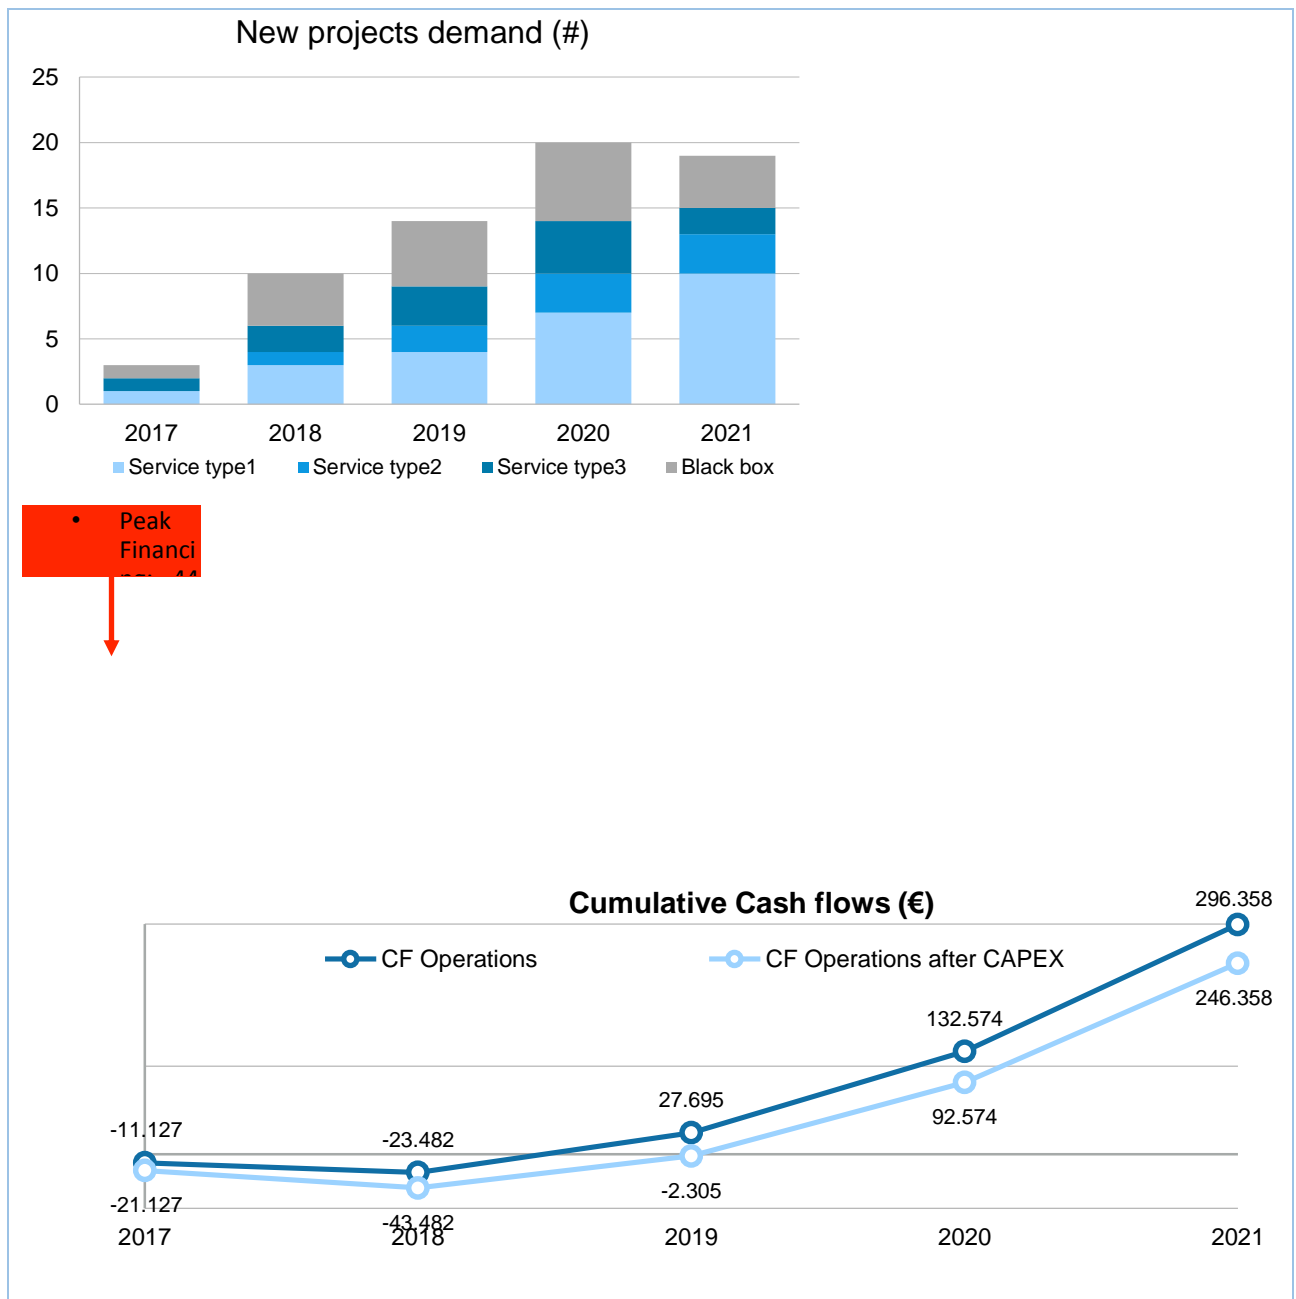 New projects demand (#)
25
20
15
10
5
0
2017 2018 2019 2020 2021
Service type1 Service type2 Service type3 Black box
• Peak
Financi
Cumulative Cash flows (€)
296.358
CF Operations CF Operations after CAPEX
246.358
132.574
27.695
92.574
-11.127
-23.482
-2.305
-21.127
-43.482
2017 2018 2019 2020 2021